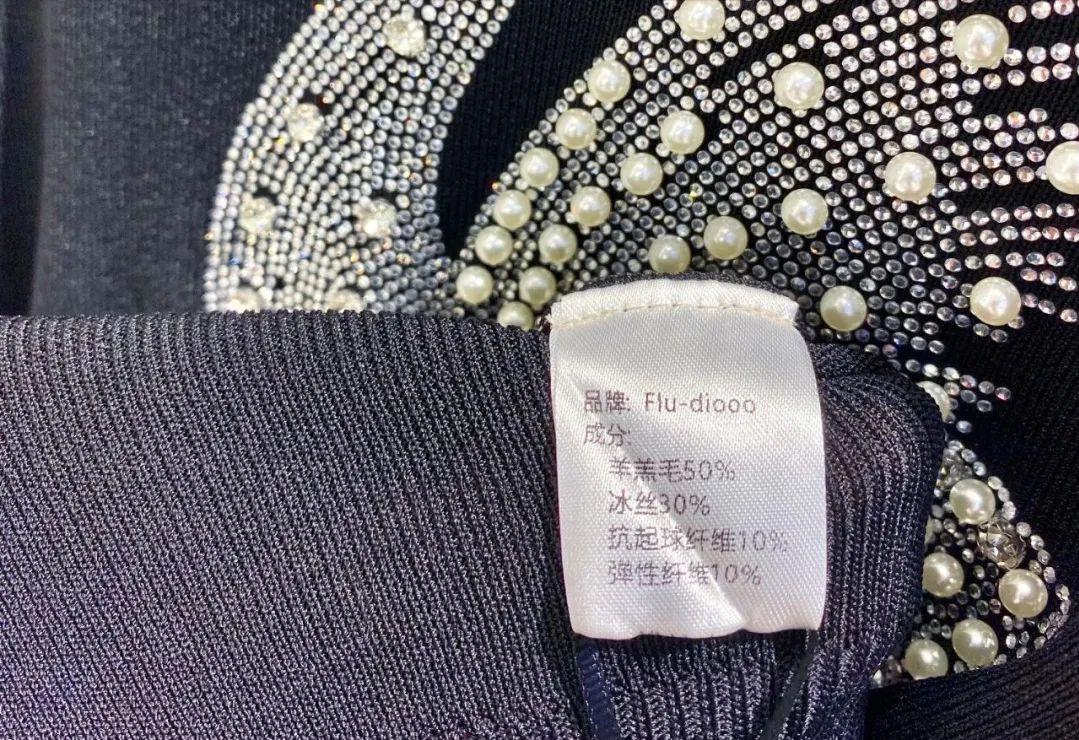 品牌: Flu-diooo
成分:
羊羔毛50%
冰丝30%
抗起球纤维10%
弹性纤维10%